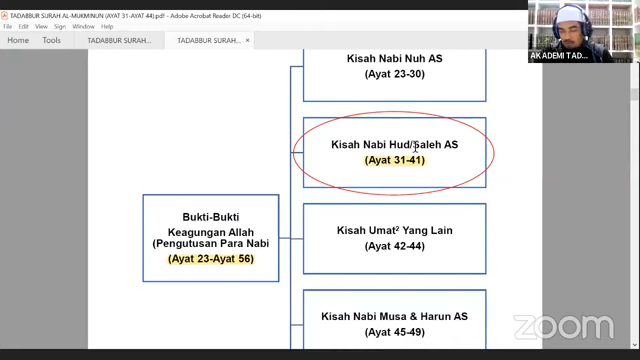 TADABBUR SURAH AL-MUKMINUN (AYAT 31-AYAT 44).pdf - Adobe Acrobat Reader DC (64-bit)
File Edit View Sign Window Help
Home Tools TADABBUR SURAH... TADABBUR SURAH... ×
AKADEMI TAD...
Kisah Nabi Nuh AS
(Ayat 23-30)
Kisah Nabi Hud/Saleh AS
(Ayat 31-41)
Bukti-Bukti
Keagungan Allah
(Pengutusan Para Nabi
(Ayat 23-Ayat 56)
Kisah Umat² Yang Lain
(Ayat 42-44)
Kisah Nabi Musa & Harun AS
(Ayat 45-49)
zoom